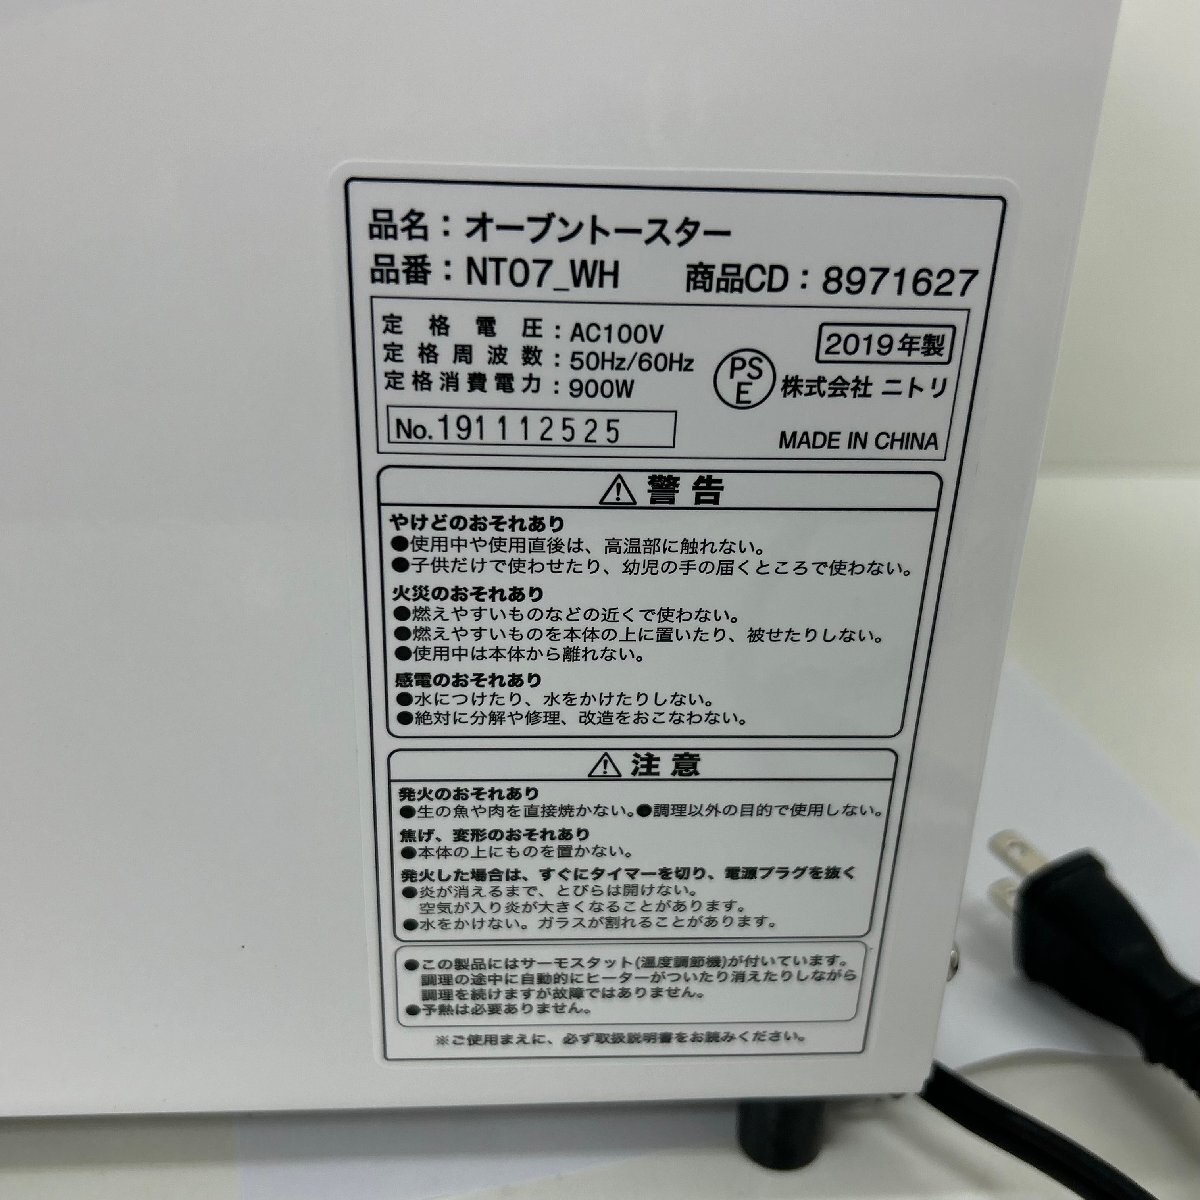 品名：オーブントースター
品番：NT07_WH 商品CD：8971627
定格電圧：AC100V
定格周波数：50Hz/60Hz
定格消費電力：900W
2019年製
PS
E
株式会社 ニトリ
No.191112525
MADE IN CHINA
警告
やけどのおそれあり
●使用中や使用直後は、高温部に触れない。
●子供だけで使わせたり、幼児の手の届くところで使わない。
火災のおそれあり
●燃えやすいものなどの近くで使わない。
●燃えやすいものを本体の上に置いたり、被せたりしない。
●使用中は本体から離れない。
感電のおそれあり
●水につけたり、水をかけたりしない。
●絶対に分解や修理、改造をおこなわない。
注意
発火のおそれあり
●生の魚や肉を直接焼かない。●調理以外の目的で使用しない。
焦げ、変形のおそれあり
●本体の上にものを置かない。
発火した場合は、すぐにタイマーを切り、電源プラグを抜く
●炎が消えるまで、とびらは開けない。
空気が入り炎が大きくなることがあります。
●水をかけない。ガラスが割れることがあります。
●この製品にはサーモスタット(温度調節機)が付いています。
調理の途中に自動的にヒーターがついたり消えたりしながら
調理を続けますが故障ではありません。
●予熱は必要ありません。
※ご使用まえに、必ず取扱説明書をお読みください。